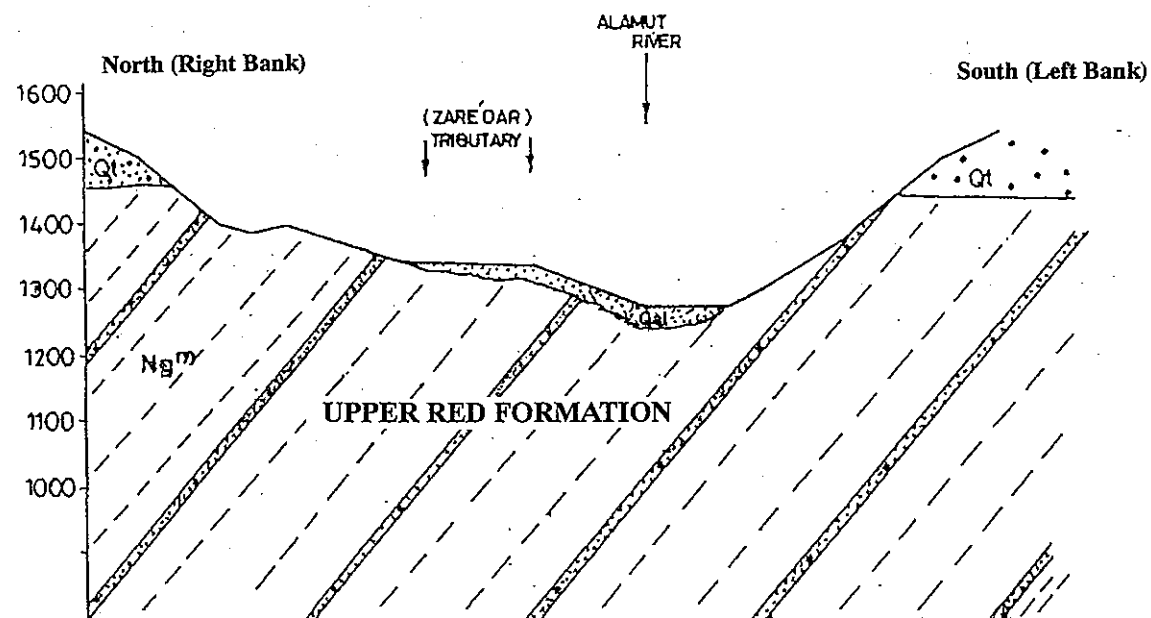 ALAMUT
RIVER
North (Right Bank)
South (Left Bank)
1600
(ZARE'DAR)
TRIBUTARY
1500
Qt
Qt
1400
1300
Qal
1200
Ng
UPPER RED FORMATION
1100
1000